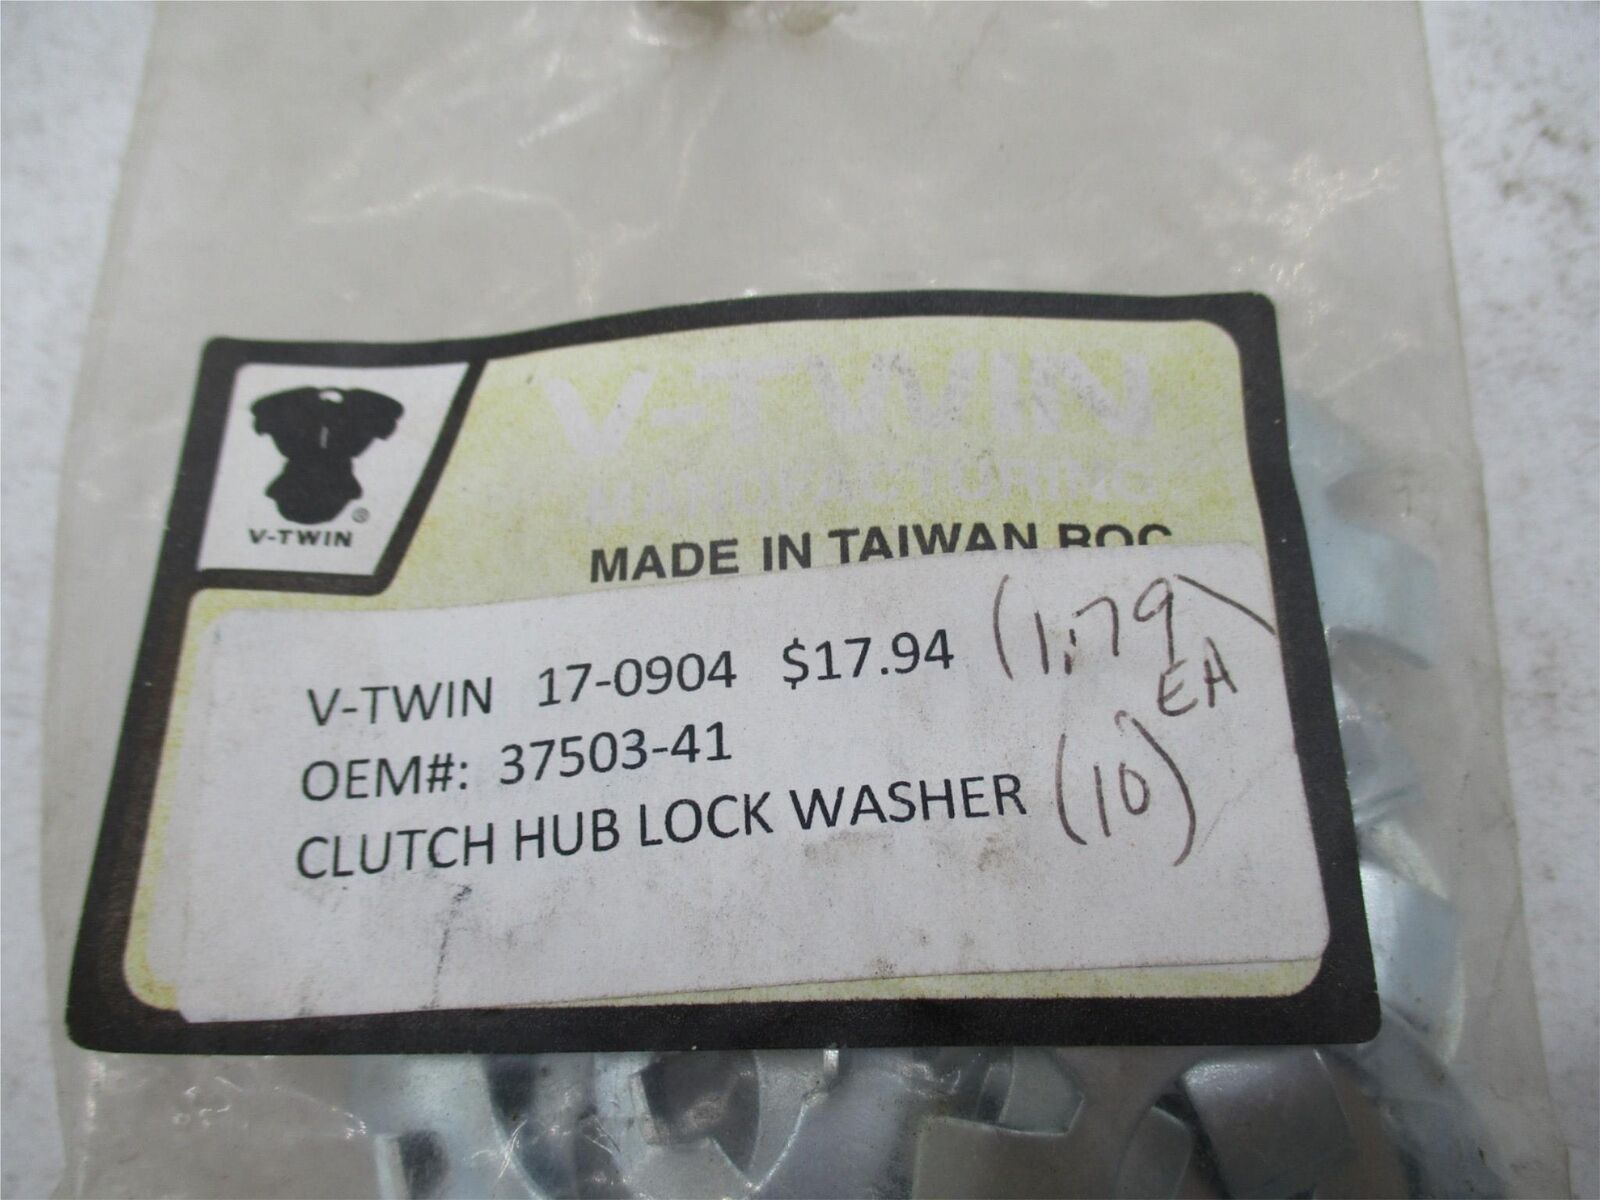 V-TWIN
MANUFACTURING
MADE IN TAIWAN ROC
® V-TWIN
V-TWIN 17-0904 $17.94 (1.79)
EA
OEM#: 37503-41
CLUTCH HUB LOCK WASHER (10)